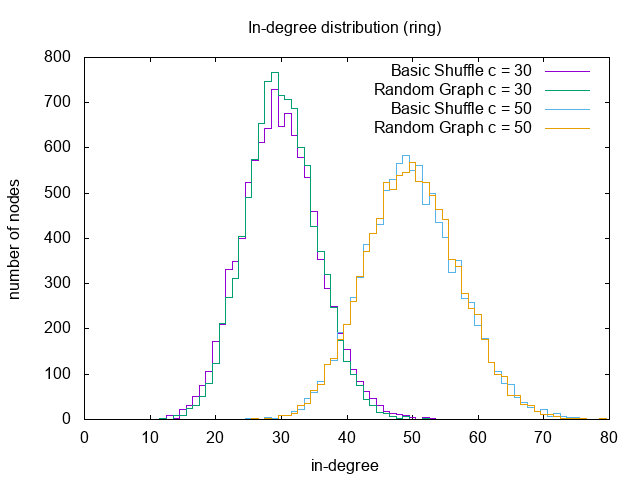 In-degree distribution (ring)
800
700
600
500
400
300
200
100
0
number of nodes
Basic Shuffle c = 30
Random Graph c = 30
Basic Shuffle c = 50
Random Graph c = 50
0 10 20 30 40 50 60 70 80
in-degree